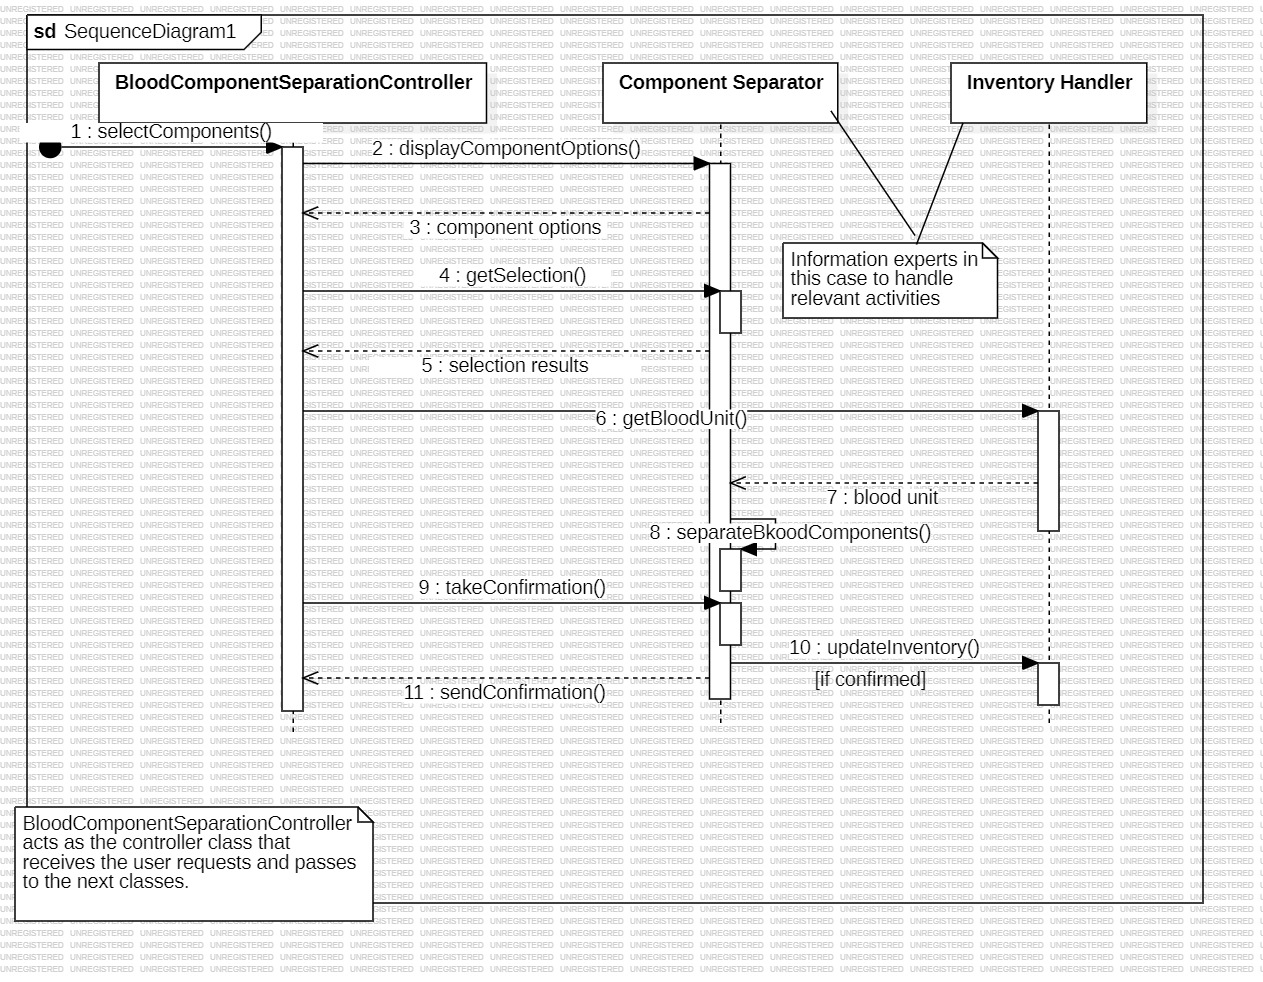 sd SequenceDiagram1
BloodComponentSeparationController
Component Separator
Inventory Handler
1 : selectComponents()
2 : displayComponentOptions()
3 : component options
4 : getSelection()
Information experts in
this case to handle
relevant activities
5 : selection results
6 : getBloodUnit()
7 : blood unit
8 : separateBkoodComponents()
9 : takeConfirmation()
10 : updateInventory()
[if confirmed]
11 : sendConfirmation()
BloodComponentSeparationController
acts as the controller class that
receives the user requests and passes
to the next classes.
UNREGISTERED